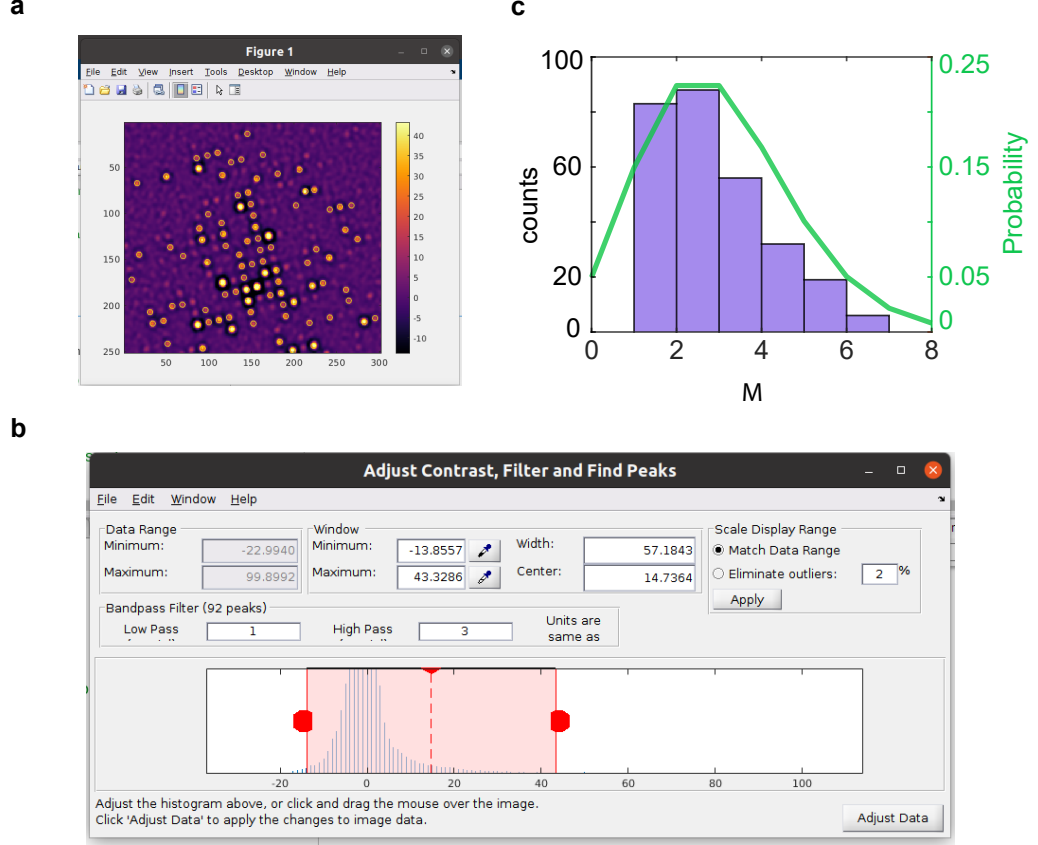 a
Figure 1
File Edit View Insert Tools Desktop Window Help
50
100
150
200
250
50 100 150 200 250 300
40
35
30
25
20
15
10
5
0
-5
-10
c
100
60
20
0
counts
0 2 4 6 8
M
0.25
0.15
0.05
0
Probability
b
Adjust Contrast, Filter and Find Peaks
File Edit Window Help
Data Range
Minimum: -22.9940
Maximum: 99.8992
Window
Minimum: -13.8557
Maximum: 43.3286
Width: 57.1843
Center: 14.7364
Scale Display Range
Match Data Range
Eliminate outliers: 2 %
Apply
Bandpass Filter (92 peaks)
Low Pass 1
High Pass 3
Units are
same as
-20 0 20 40 60 80 100
Adjust the histogram above, or click and drag the mouse over the image.
Click 'Adjust Data' to apply the changes to image data.
Adjust Data